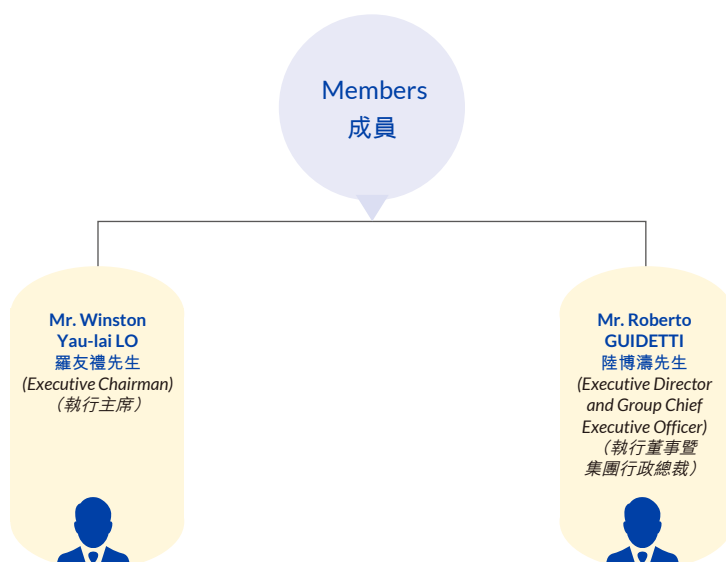 Members
成員
Mr. Winston
Yau-lai LO
羅友禮先生
(Executive Chairman)
（執行主席）
Mr. Roberto
GUIDETTI
陸博濤先生
(Executive Director
and Group Chief
Executive Officer)
（執行董事暨
集團行政總裁）